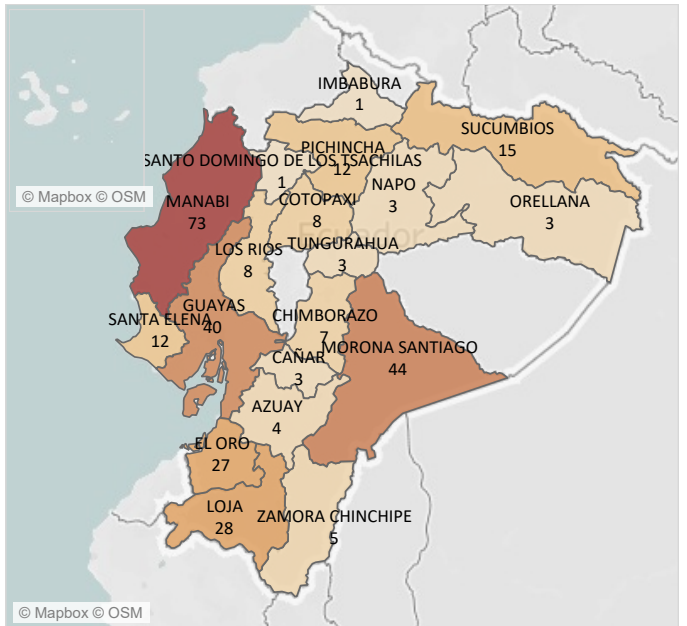 IMBABURA
1
SUCUMBIOS
15
PICHINCHA
12
SANTO DOMINGO DE LOS TSACHILAS
1
NAPO
3
© Mapbox © OSM
MANABI
73
COTOPAXI
8
ORELLANA
3
Ecuador
TUNGURAHUA
3
LOS RIOS
8
GUAYAS
40
SANTA ELENA
12
CHIMBORAZO
7
MORONA SANTIAGO
44
CAÑAR
3
AZUAY
4
EL ORO
27
LOJA
28
ZAMORA CHINCHIPE
5
© Mapbox © OSM